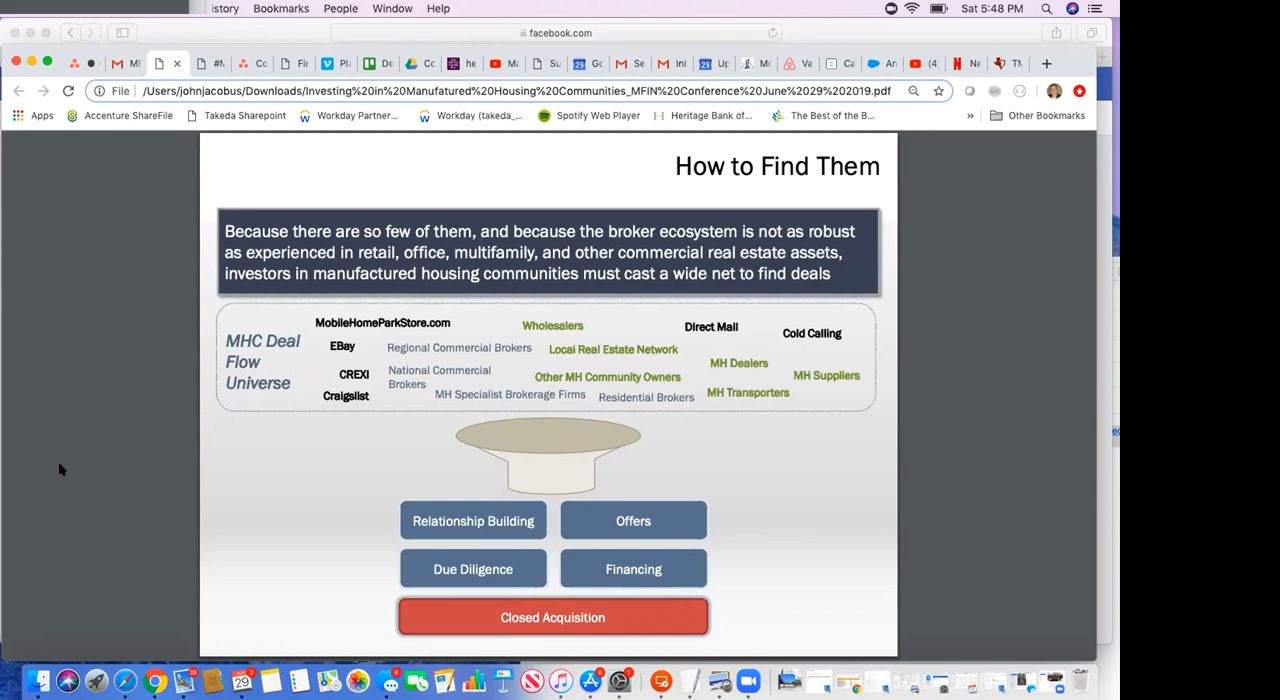 istory Bookmarks People Window Help Sat 5:48 PM
facebook.com
File /Users/johnjacobus/Downloads/Investing%20in%20Manufatured%20Housing%20Communities_MFIN%20Conference%20June%2029%202019.pdf
Apps Accenture ShareFile Takeda Sharepoint Workday Partner... Workday (takeda_... Spotify Web Player Heritage Bank of... The Best of the B... » Other Bookmarks
How to Find Them
Because there are so few of them, and because the broker ecosystem is not as robust
as experienced in retail, office, multifamily, and other commercial real estate assets,
investors in manufactured housing communities must cast a wide net to find deals
MHC Deal
Flow
Universe
MobileHomeParkStore.com
EBay
CREXI
Craigslist
Regional Commercial Brokers
National Commercial
Brokers
MH Specialist Brokerage Firms
Residential Brokers
Wholesalers
Local Real Estate Network
Other MH Community Owners
Direct Mail
Cold Calling
MH Dealers
MH Suppliers
MH Transporters
Relationship Building
Offers
Due Diligence
Financing
Closed Acquisition